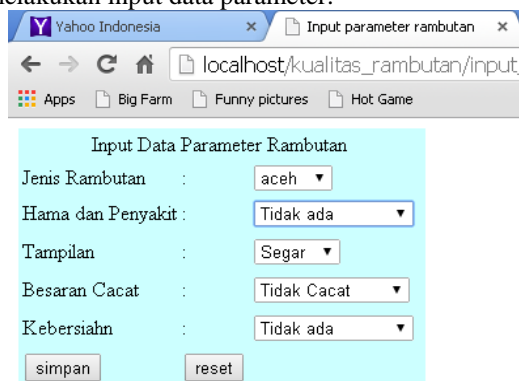 melakukan input data parameter.
Yahoo Indonesia × Input parameter rambutan ×
localhost/kualitas_rambutan/input_
Apps Big Farm Funny pictures Hot Game
Input Data Parameter Rambutan
Jenis Rambutan : aceh
Hama dan Penyakit : Tidak ada
Tampilan : Segar
Besaran Cacat : Tidak Cacat
Kebersiahn : Tidak ada
simpan reset